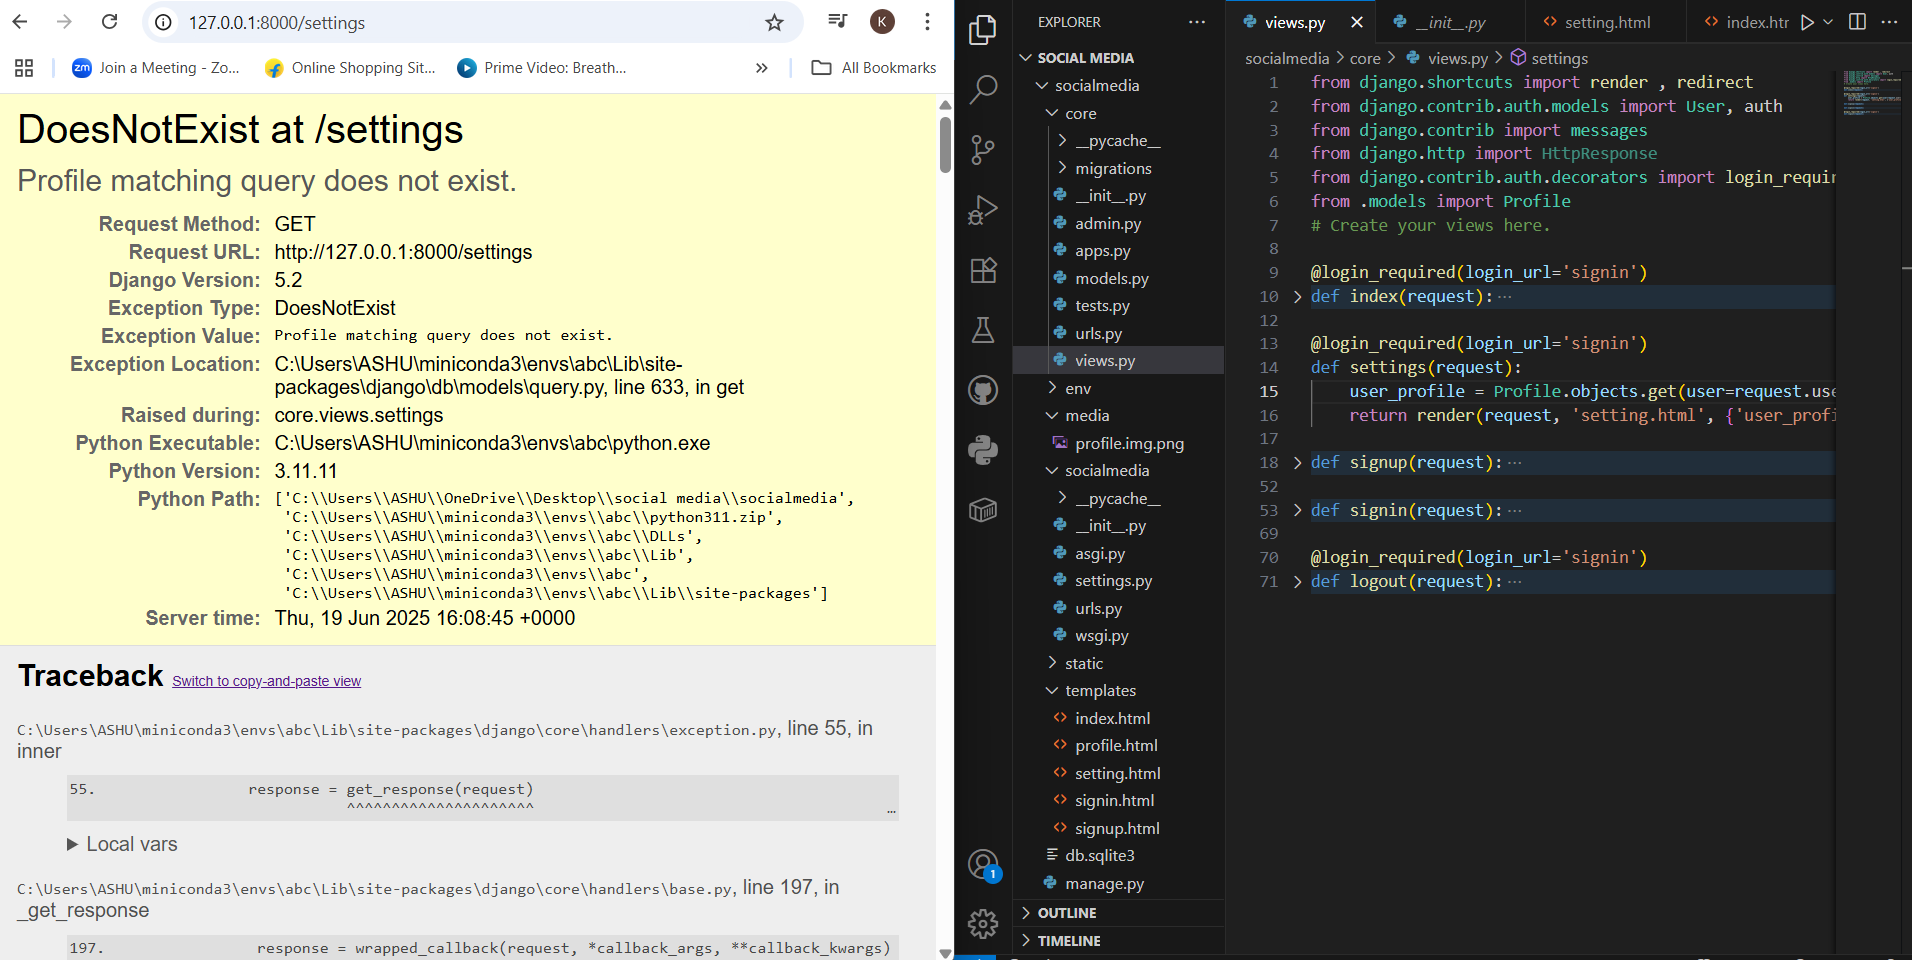 127.0.0.1:8000/settings
K
zm Join a Meeting - Zo...
Online Shopping Sit...
Prime Video: Breath...
»
All Bookmarks
DoesNotExist at /settings
Profile matching query does not exist.
Request Method: GET
Request URL: http://127.0.0.1:8000/settings
Django Version: 5.2
Exception Type: DoesNotExist
Exception Value: Profile matching query does not exist.
Exception Location: C:\Users\ASHU\miniconda3\envs\abc\Lib\site-
packages\django\db\models\query.py, line 633, in get
Raised during: core.views.settings
Python Executable: C:\Users\ASHU\miniconda3\envs\abc\python.exe
Python Version: 3.11.11
Python Path: ['C:\\Users\\ASHU\\OneDrive\\Desktop\\social media\\socialmedia',
'C:\\Users\\ASHU\\miniconda3\\envs\\abc\\python311.zip',
'C:\\Users\\ASHU\\miniconda3\\envs\\abc\\DLLs',
'C:\\Users\\ASHU\\miniconda3\\envs\\abc\\Lib',
'C:\\Users\\ASHU\\miniconda3\\envs\\abc',
'C:\\Users\\ASHU\\miniconda3\\envs\\abc\\Lib\\site-packages']
Server time: Thu, 19 Jun 2025 16:08:45 +0000
Traceback Switch to copy-and-paste view
C:\Users\ASHU\miniconda3\envs\abc\Lib\site-packages\django\core\handlers\exception.py, line 55, in
inner
55. response = get_response(request)
^^^^^^^^^^^^^^^^^^^^^
…
Local vars
C:\Users\ASHU\miniconda3\envs\abc\Lib\site-packages\django\core\handlers\base.py, line 197, in
_get_response
197. response = wrapped_callback(request, *callback_args, **callback_kwargs)
1
EXPLORER
SOCIAL MEDIA
socialmedia
core
__pycache__
migrations
__init__.py
admin.py
apps.py
models.py
tests.py
urls.py
views.py
env
media
profile.img.png
socialmedia
__pycache__
__init__.py
asgi.py
settings.py
urls.py
wsgi.py
static
templates
index.html
profile.html
setting.html
signin.html
signup.html
db.sqlite3
manage.py
OUTLINE
TIMELINE
views.py
__init__.py
setting.html
index.htr
socialmedia > core > views.py > settings
1 from django.shortcuts import render , redirect
2 from django.contrib.auth.models import User, auth
3 from django.contrib import messages
4 from django.http import HttpResponse
5 from django.contrib.auth.decorators import login_requir
6 from .models import Profile
7 # Create your views here.
8
9 @login_required(login_url='signin')
10 def index(request): ...
12
13 @login_required(login_url='signin')
14 def settings(request):
15 user_profile = Profile.objects.get(user=request.use
16 return render(request, 'setting.html', {'user_profi
17
18 def signup(request): ...
52
53 def signin(request): ...
69
70 @login_required(login_url='signin')
71 def logout(request): ...